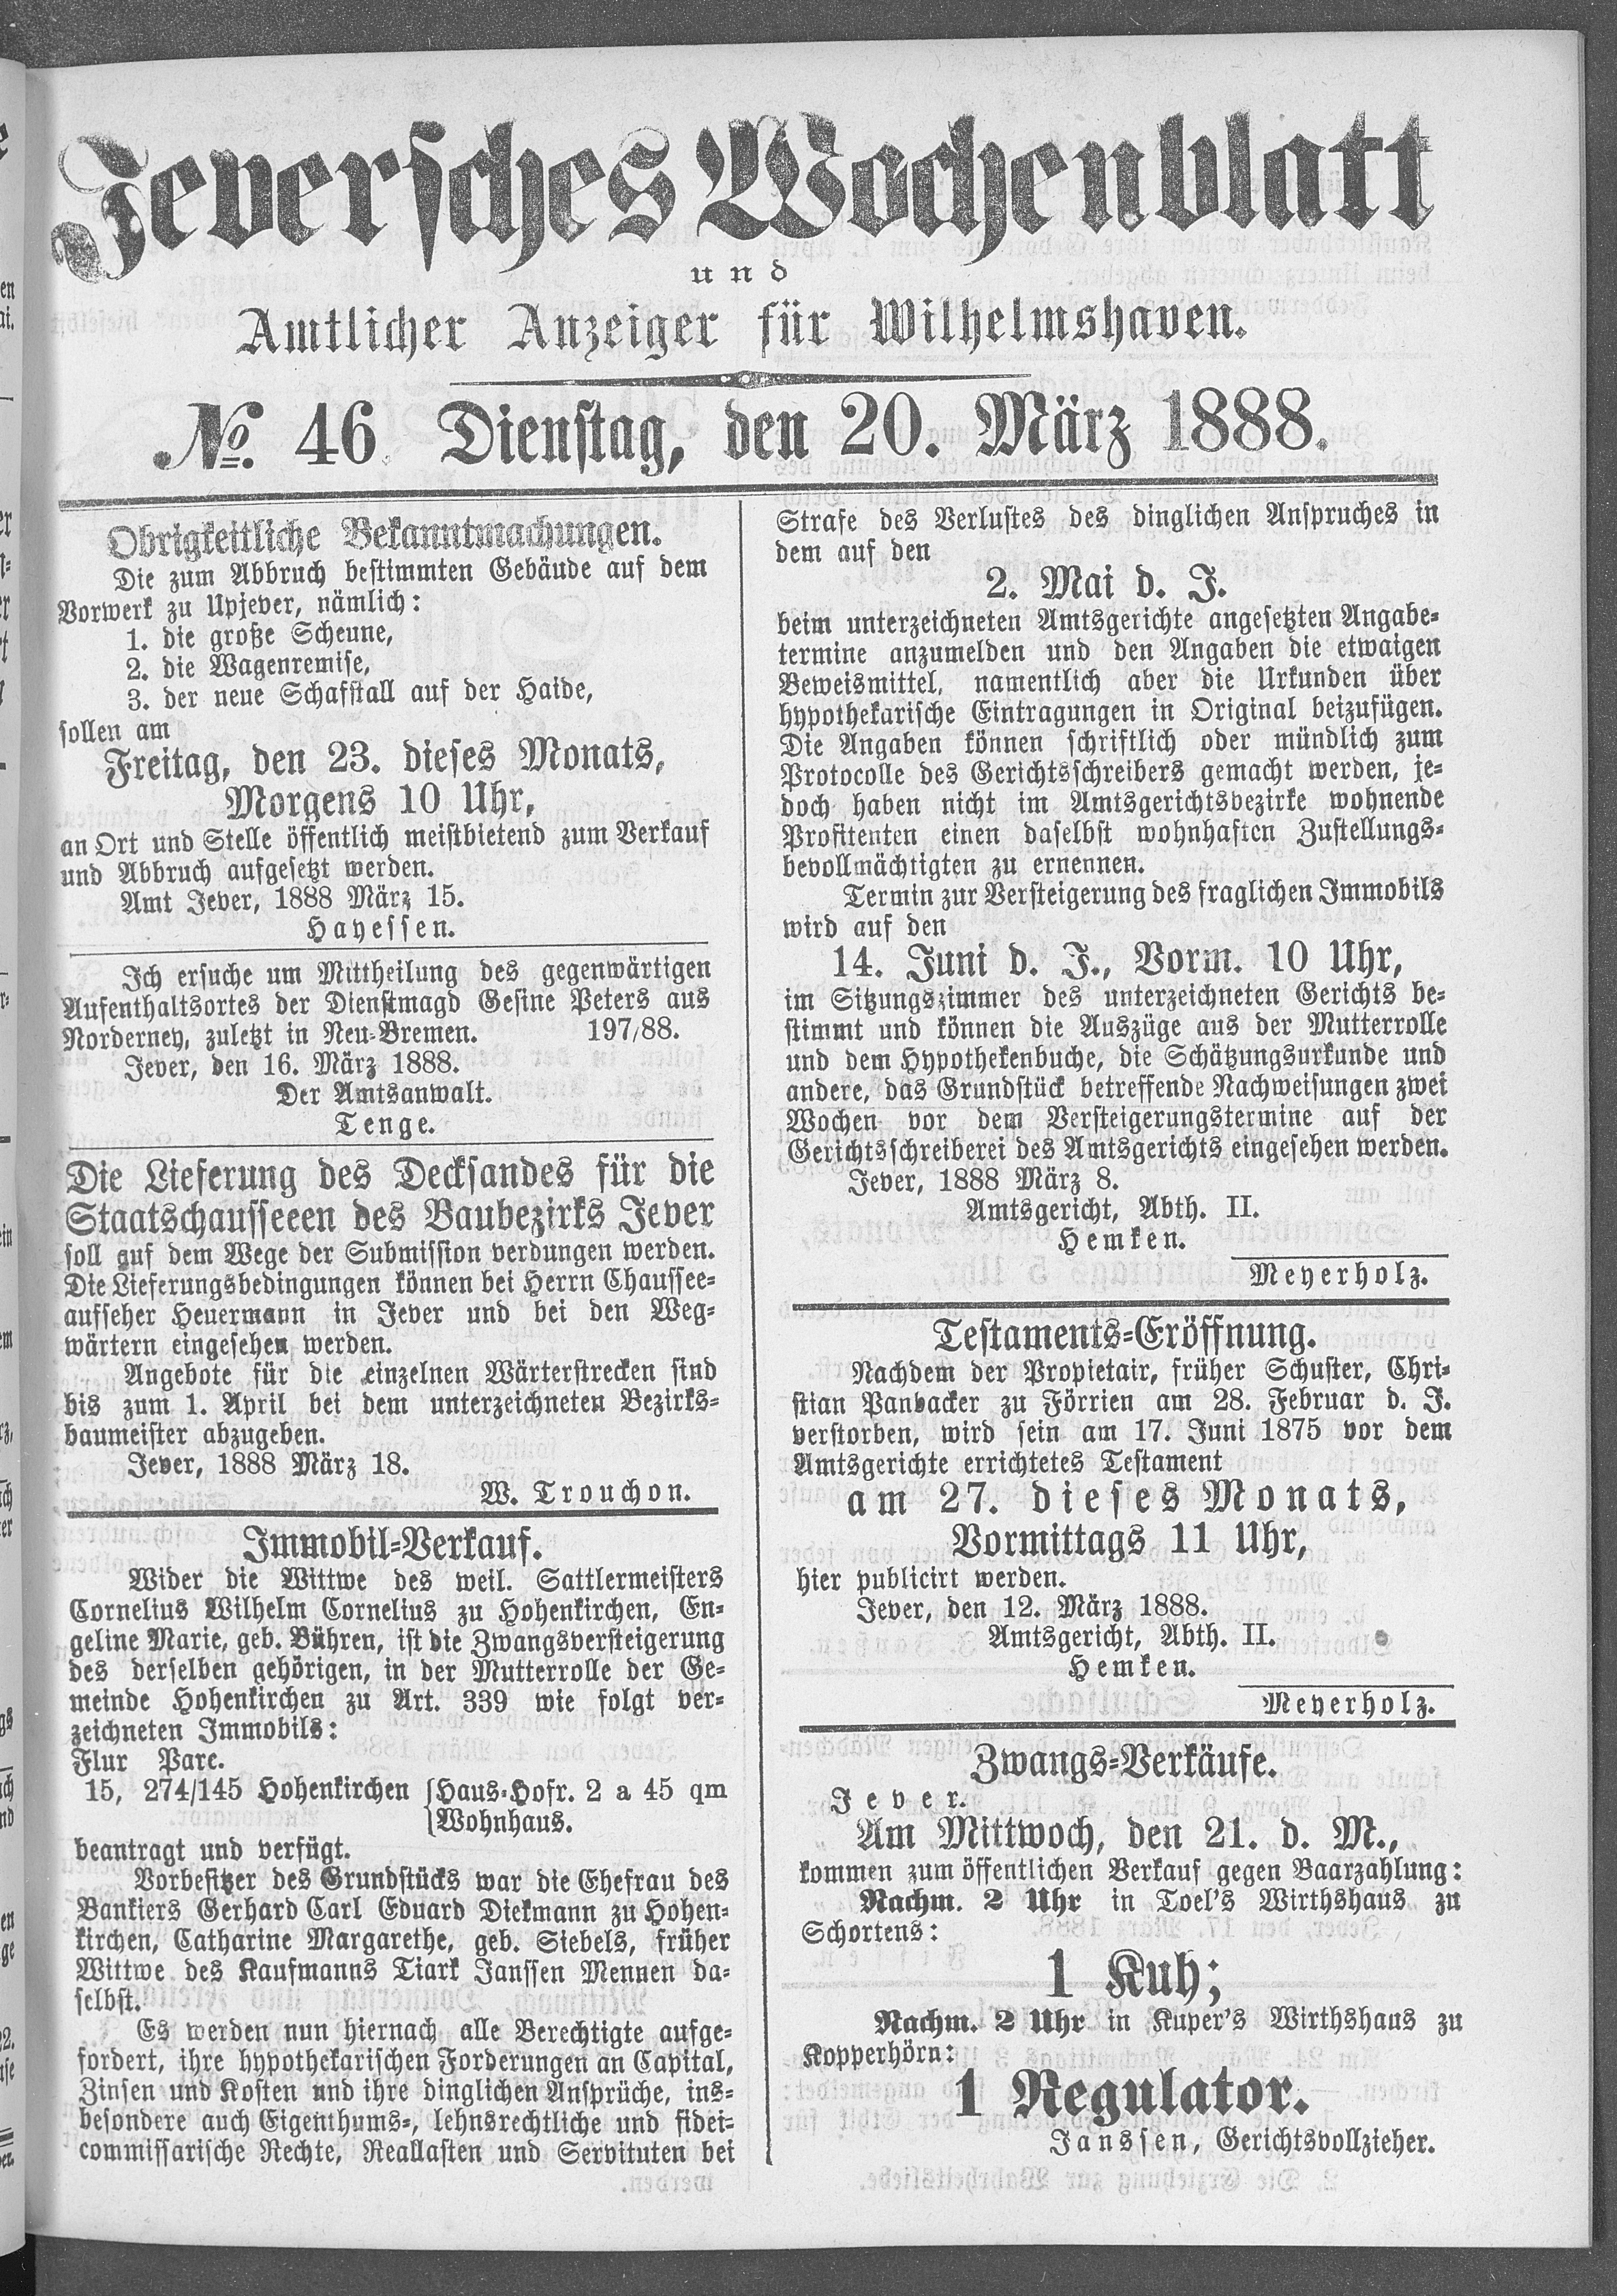 Jeversches Wochenblatt
und
Amtlicher Anzeiger für Wilhelmshaven.
No. 46. Dienstag, den 20. März 1888.
Obrigkeitliche Bekanntmachungen.
Die zum Abbruch bestimmten Gebäude auf dem
Vorwerk zu Upjever, nämlich:
1. die große Scheune,
2. die Wagenremise,
3. der neue Schafstall auf der Haide,
sollen am
Freitag, den 23. dieses Monats,
Morgens 10 Uhr,
an Ort und Stelle öffentlich meistbietend zum Verkauf
und Abbruch aufgesetzt werden.
Amt Jever, 1888 März 15.
Hayessen.
Ich ersuche um Mittheilung des gegenwärtigen
Aufenthaltsortes der Dienstmagd Gesine Peters aus
Norderney, zuletzt in Neu-Bremen. 197/88.
Jever, den 16. März 1888.
Der Amtsanwalt.
Tenge.
Die Lieferung des Decksandes für die
Staatschausseeen des Baubezirks Jever
soll auf dem Wege der Submission verdungen werden.
Die Lieferungsbedingungen können bei Herrn Chaussee-
aufseher Heuermann in Jever und bei den Weg-
wärtern eingesehen werden.
Angebote für die einzelnen Wärterstrecken sind
bis zum 1. April bei dem unterzeichneten Bezirks-
baumeister abzugeben.
Jever, 1888 März 18.
W. Trouchon.
Immobil-Verkauf.
Wider die Wittwe des weil. Sattlermeisters
Cornelius Wilhelm Cornelius zu Hohenkirchen, En-
geline Marie, geb. Bühren, ist die Zwangsversteigerung
des derselben gehörigen, in der Mutterrolle der Ge-
meinde Hohenkirchen zu Art. 339 wie folgt ver-
zeichneten Immobils:
Flur Parc.
15, 274/145 Hohenkirchen {Haus-Hofr. 2 a 45 qm
{Wohnhaus.
beantragt und verfügt.
Vorbesitzer des Grundstücks war die Ehefrau des
Bankiers Gerhard Carl Eduard Diekmann zu Hohen-
kirchen, Catharine Margarethe, geb. Siebels, früher
Wittwe des Kaufmanns Tiark Janssen Mennen da-
selbst.
Es werden nun hiernach alle Berechtigte aufge-
fordert, ihre hypothekarischen Forderungen an Capital,
Zinsen und Kosten und ihre dinglichen Ansprüche, ins-
besondere auch Eigenthums-, lehnsrechtliche und fidei-
commissarische Rechte, Reallasten und Servituten bei
Strafe des Verlustes des dinglichen Anspruches in
dem auf den
2. Mai d. J.
beim unterzeichneten Amtsgerichte angesetzten Angabe-
termine anzumelden und den Angaben die etwaigen
Beweismittel, namentlich aber die Urkunden über
hypothekarische Eintragungen in Original beizufügen.
Die Angaben können schriftlich oder mündlich zum
Protocolle des Gerichtsschreibers gemacht werden, je-
doch haben nicht im Amtsgerichtsbezirke wohnende
Profitenten einen daselbst wohnhaften Zustellungs-
bevollmächtigten zu ernennen.
Termin zur Versteigerung des fraglichen Immobils
wird auf den
14. Juni d. J., Vorm. 10 Uhr,
im Sitzungszimmer des unterzeichneten Gerichts be-
stimmt und können die Auszüge aus der Mutterrolle
und dem Hypothekenbuche, die Schätzungsurkunde und
andere, das Grundstück betreffende Nachweisungen zwei
Wochen vor dem Versteigerungstermine auf der
Gerichtsschreiberei des Amtsgerichts eingesehen werden.
Jever, 1888 März 8.
Amtsgericht, Abth. II.
Hemken.
Meyerholz.
Testaments-Eröffnung.
Nachdem der Propietair, früher Schuster, Chri-
stian Panbacker zu Förrien am 28. Februar d. J.
verstorben, wird sein am 17. Juni 1875 vor dem
Amtsgerichte errichtetes Testament
am 27. dieses Monats,
Vormittags 11 Uhr,
hier publicirt werden.
Jever, den 12. März 1888.
Amtsgericht, Abth. II.
Hemken.
Meyerholz.
Zwangs-Verkäufe.
Jever.
Am Mittwoch, den 21. d. M.,
kommen zum öffentlichen Verkauf gegen Baarzahlung:
Nachm. 2 Uhr in Toel's Wirthshaus zu
Schortens:
1 Kuh;
Nachm. 2 Uhr in Kuper's Wirthshaus zu
Kopperhörn:
1 Regulator.
Janssen, Gerichtsvollzieher.